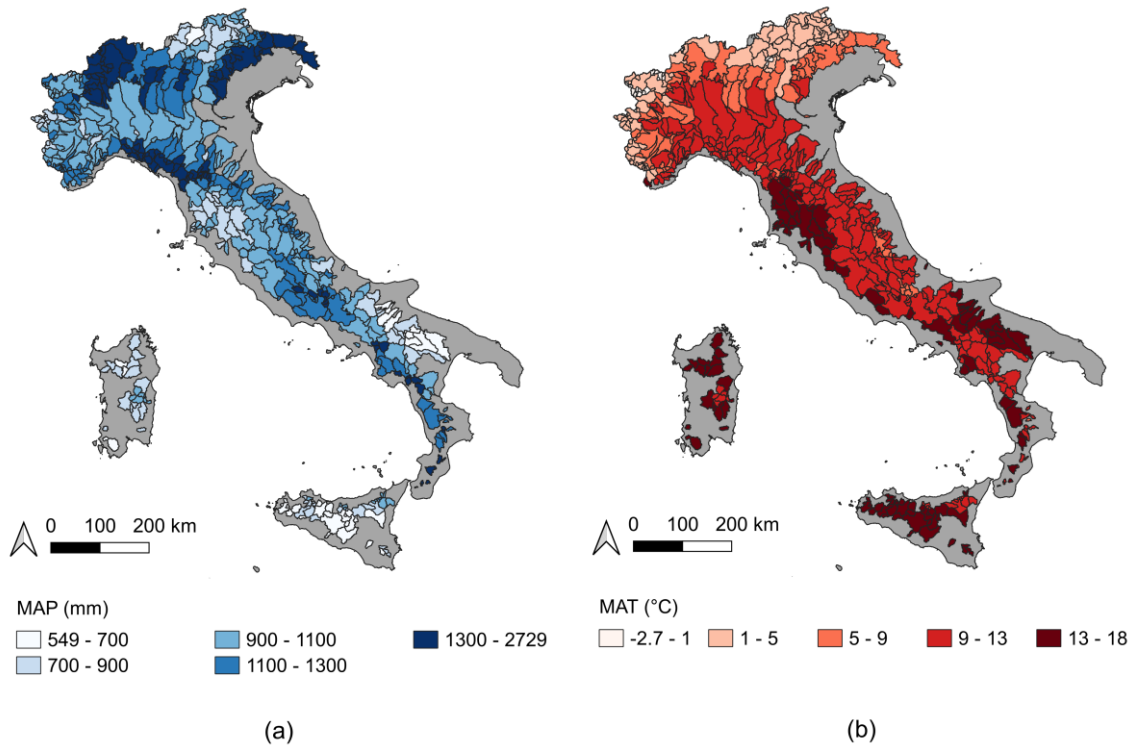 0 100 200 km
MAP (mm)
549 - 700 900 - 1100 1300 - 2729
700 - 900 1100 - 1300
(a)
0 100 200 km
MAT (°C)
-2.7 - 1 1 - 5 5 - 9 9 - 13 13 - 18
(b)